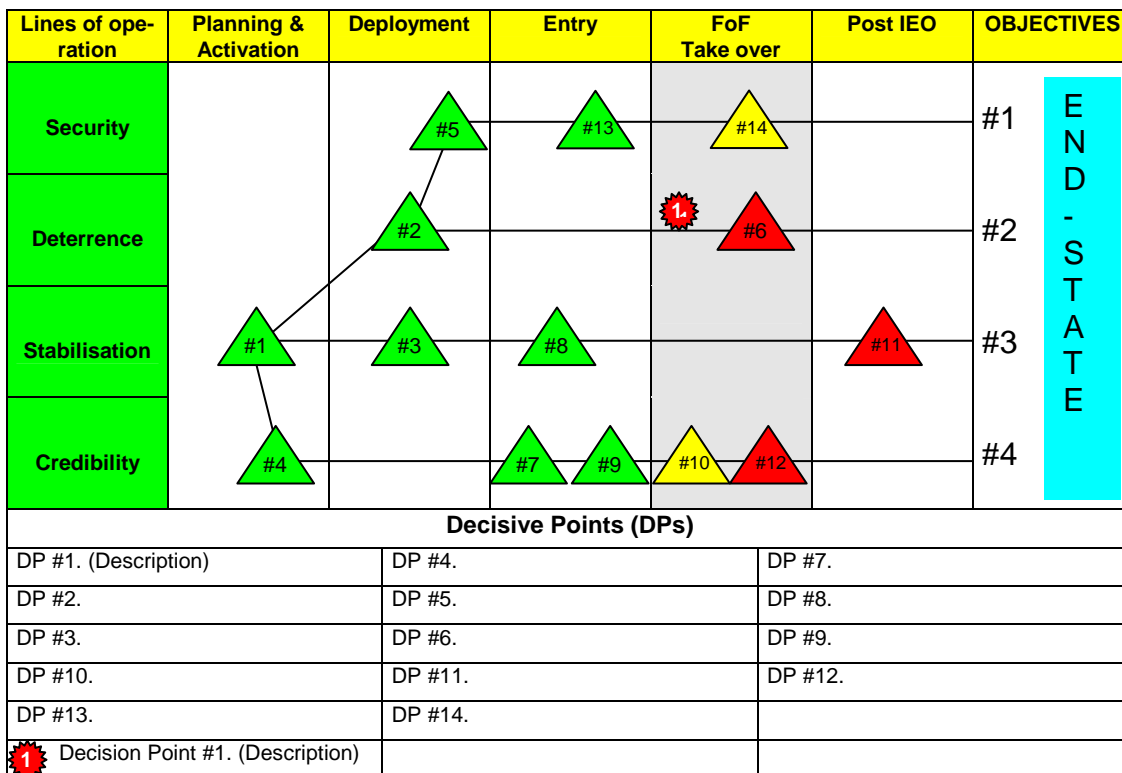 Lines of ope-
ration
Planning &
Activation
Deployment
Entry
FoF
Take over
Post IEO
OBJECTIVES
Security
#5
#13
#14
#1
Deterrence
#2
1.
#6
#2
Stabilisation
#1
#3
#8
#11
#3
Credibility
#4
#7
#9
#10
#12
#4
E
N
D
-
S
T
A
T
E
Decisive Points (DPs)
DP #1. (Description)
DP #4.
DP #7.
DP #2.
DP #5.
DP #8.
DP #3.
DP #6.
DP #9.
DP #10.
DP #11.
DP #12.
DP #13.
DP #14.
1 Decision Point #1. (Description)